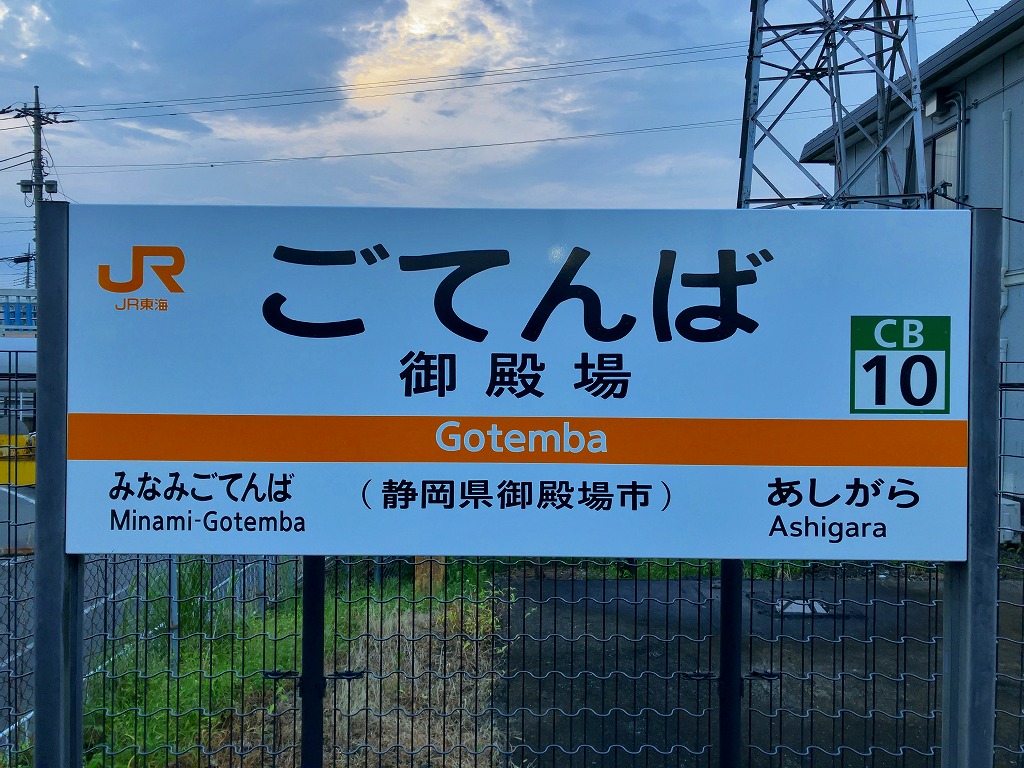 JR
JR東海
ごてんば
御殿場
CB
10
Gotemba
みなみごてんば
Minami-Gotemba
（静岡県御殿場市）
あしがら
Ashigara